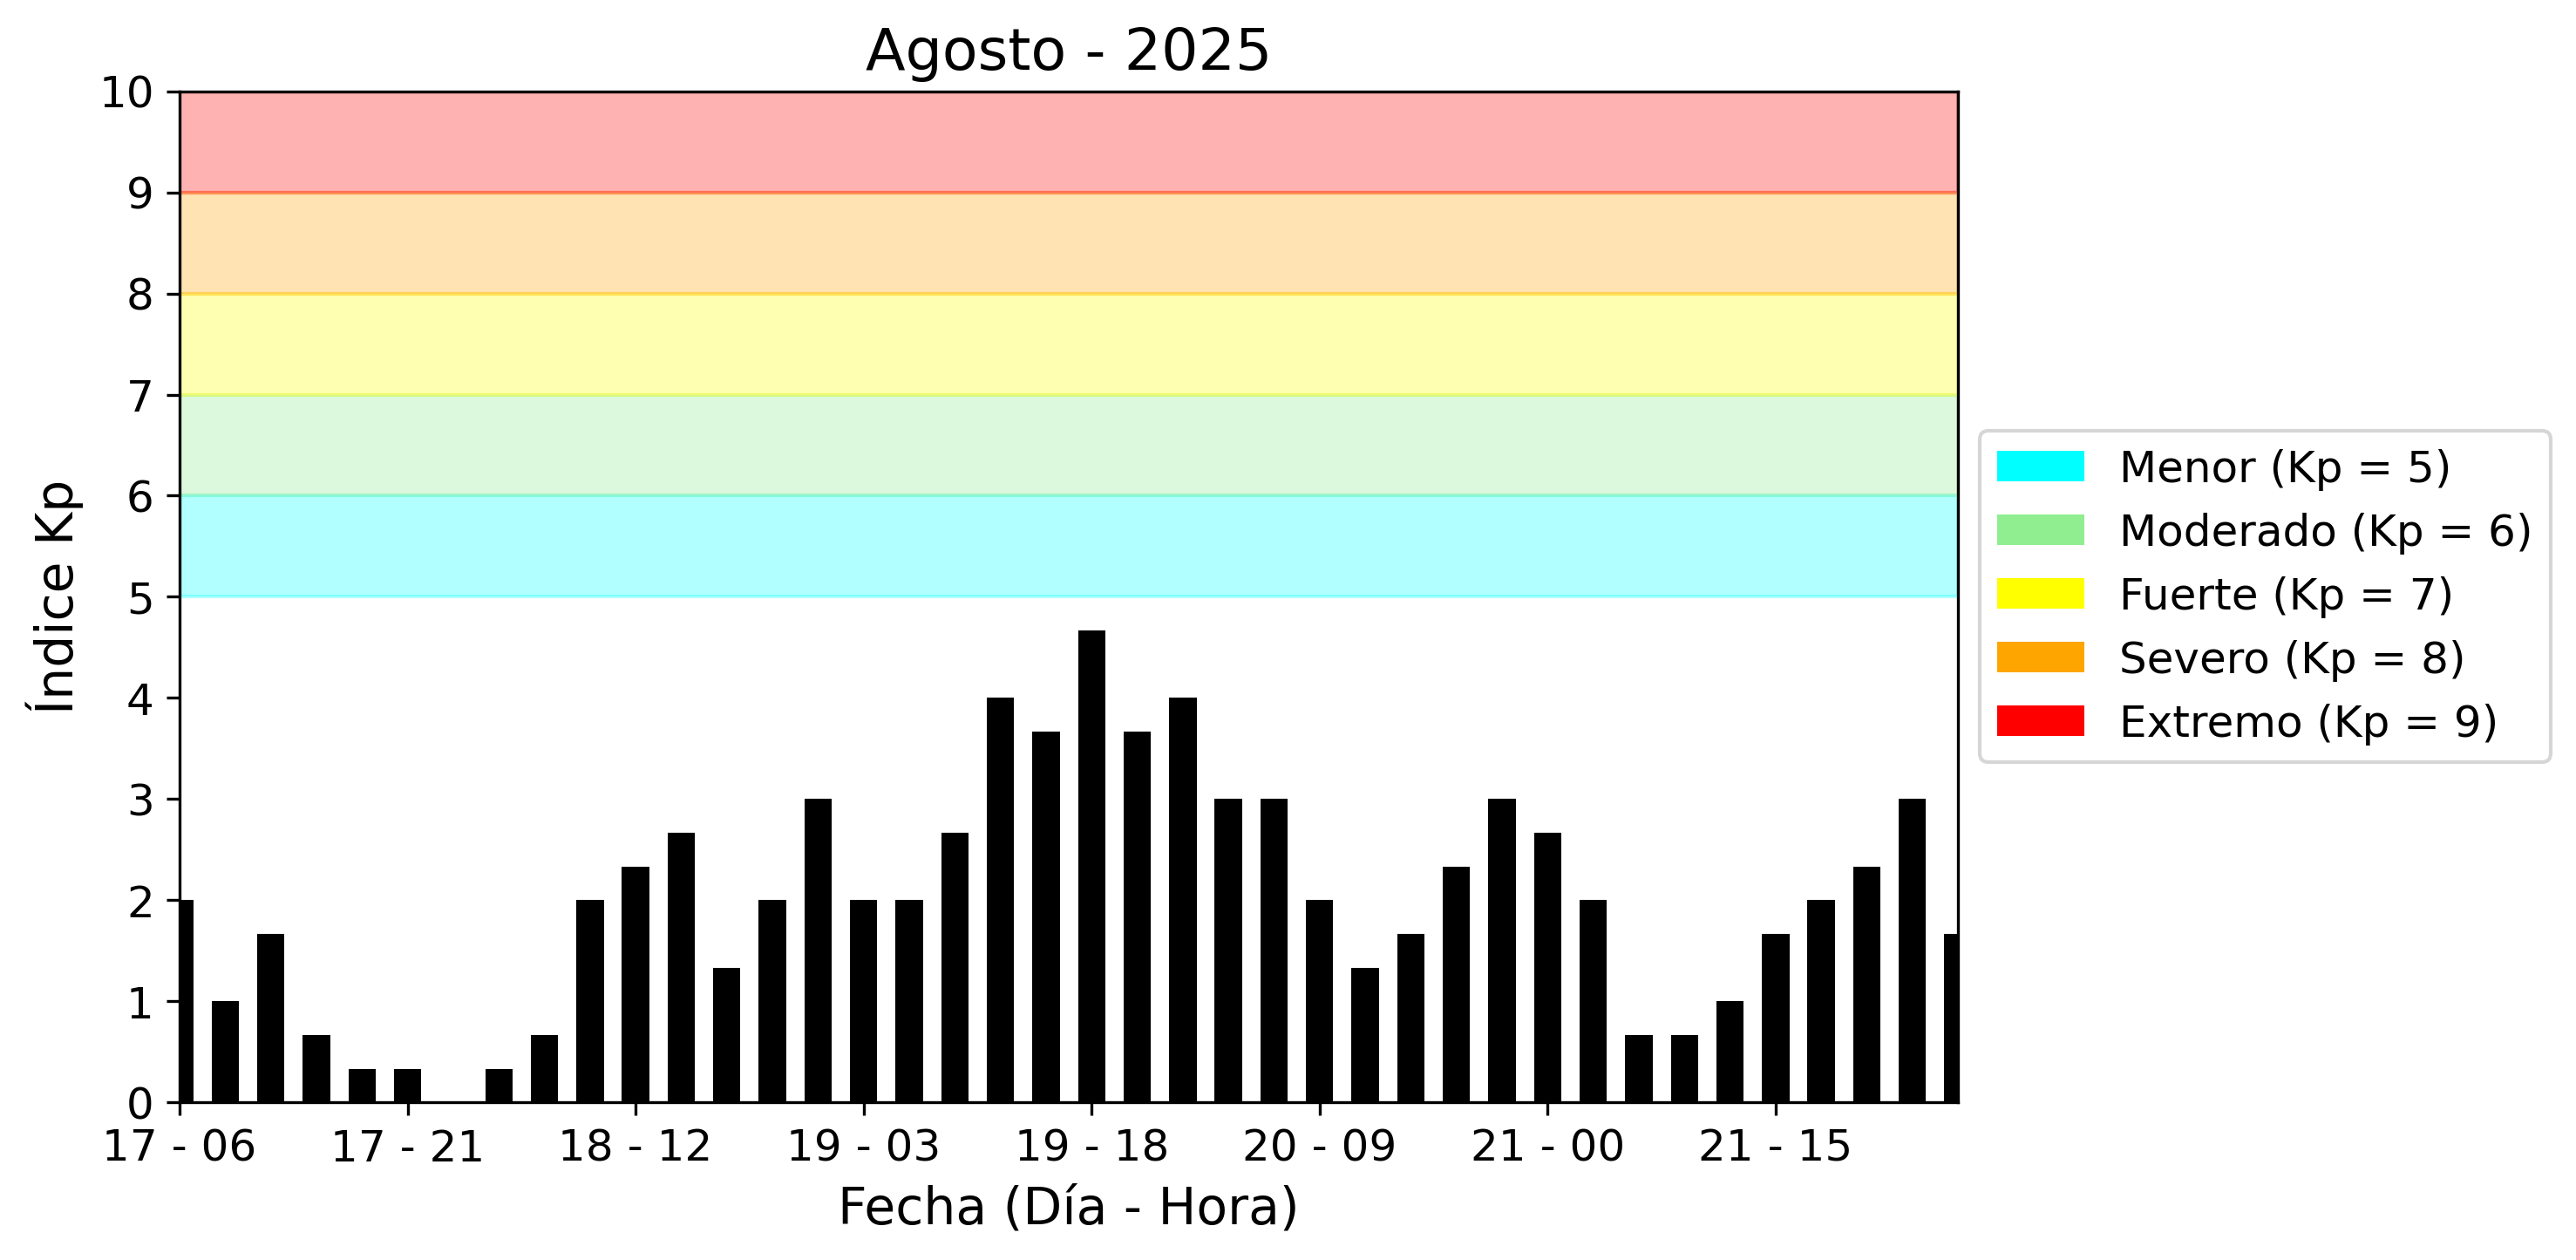 Agosto - 2025
Índice Kp
10
9
8
7
6
5
4
3
2
1
0
17 - 06
17 - 21
18 - 12
19 - 03
19 - 18
20 - 09
21 - 00
21 - 15
Fecha (Día - Hora)
Menor (Kp = 5)
Moderado (Kp = 6)
Fuerte (Kp = 7)
Severo (Kp = 8)
Extremo (Kp = 9)